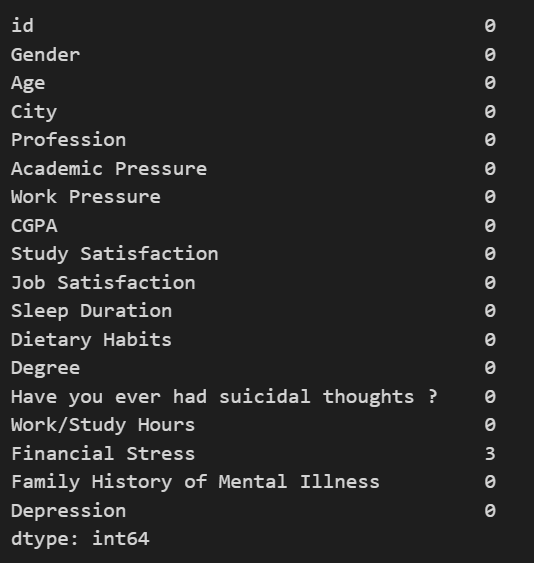 id 0
Gender 0
Age 0
City 0
Profession 0
Academic Pressure 0
Work Pressure 0
CGPA 0
Study Satisfaction 0
Job Satisfaction 0
Sleep Duration 0
Dietary Habits 0
Degree 0
Have you ever had suicidal thoughts ? 0
Work/Study Hours 0
Financial Stress 3
Family History of Mental Illness 0
Depression 0
dtype: int64